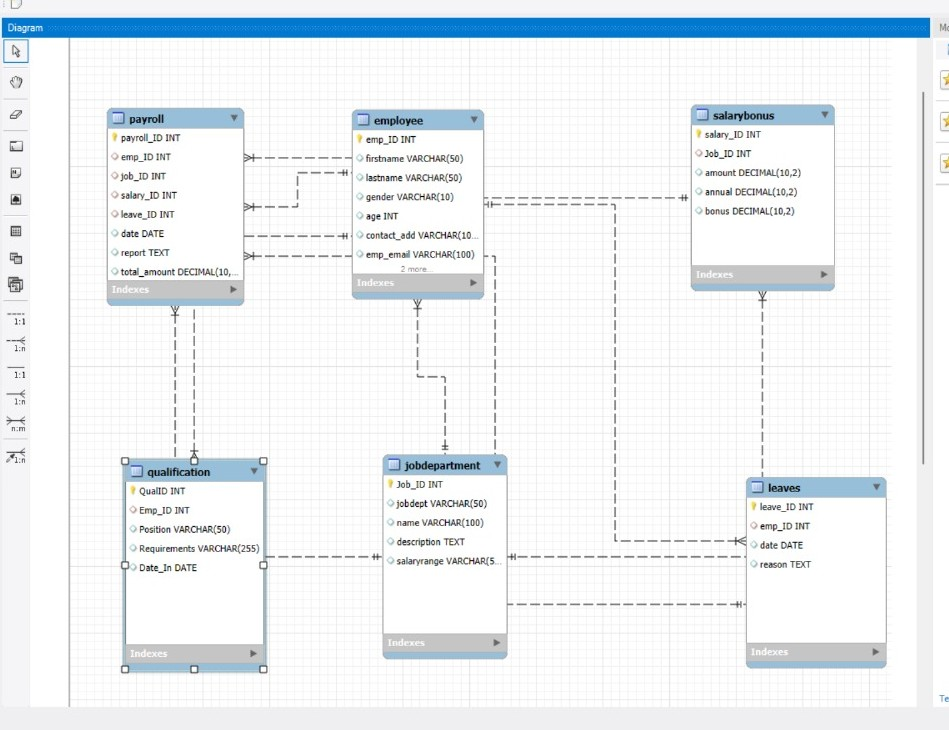 Diagram
Mo
payroll
payroll_ID INT
emp_ID INT
job_ID INT
salary_ID INT
leave_ID INT
date DATE
report TEXT
total_amount DECIMAL(10,...
Indexes
employee
emp_ID INT
firstname VARCHAR(50)
lastname VARCHAR(50)
gender VARCHAR(10)
age INT
contact_add VARCHAR(10...
emp_email VARCHAR(100)
2 more...
Indexes
salarybonus
salary_ID INT
Job_ID INT
amount DECIMAL(10,2)
annual DECIMAL(10,2)
bonus DECIMAL(10,2)
Indexes
1:1
1:n
1:1
1:n
n:m
1:n
qualification
QualID INT
Emp_ID INT
Position VARCHAR(50)
Requirements VARCHAR(255)
Date_In DATE
Indexes
jobdepartment
Job_ID INT
jobdept VARCHAR(50)
name VARCHAR(100)
description TEXT
salaryrange VARCHAR(5...
Indexes
leaves
leave_ID INT
emp_ID INT
date DATE
reason TEXT
Indexes
Te